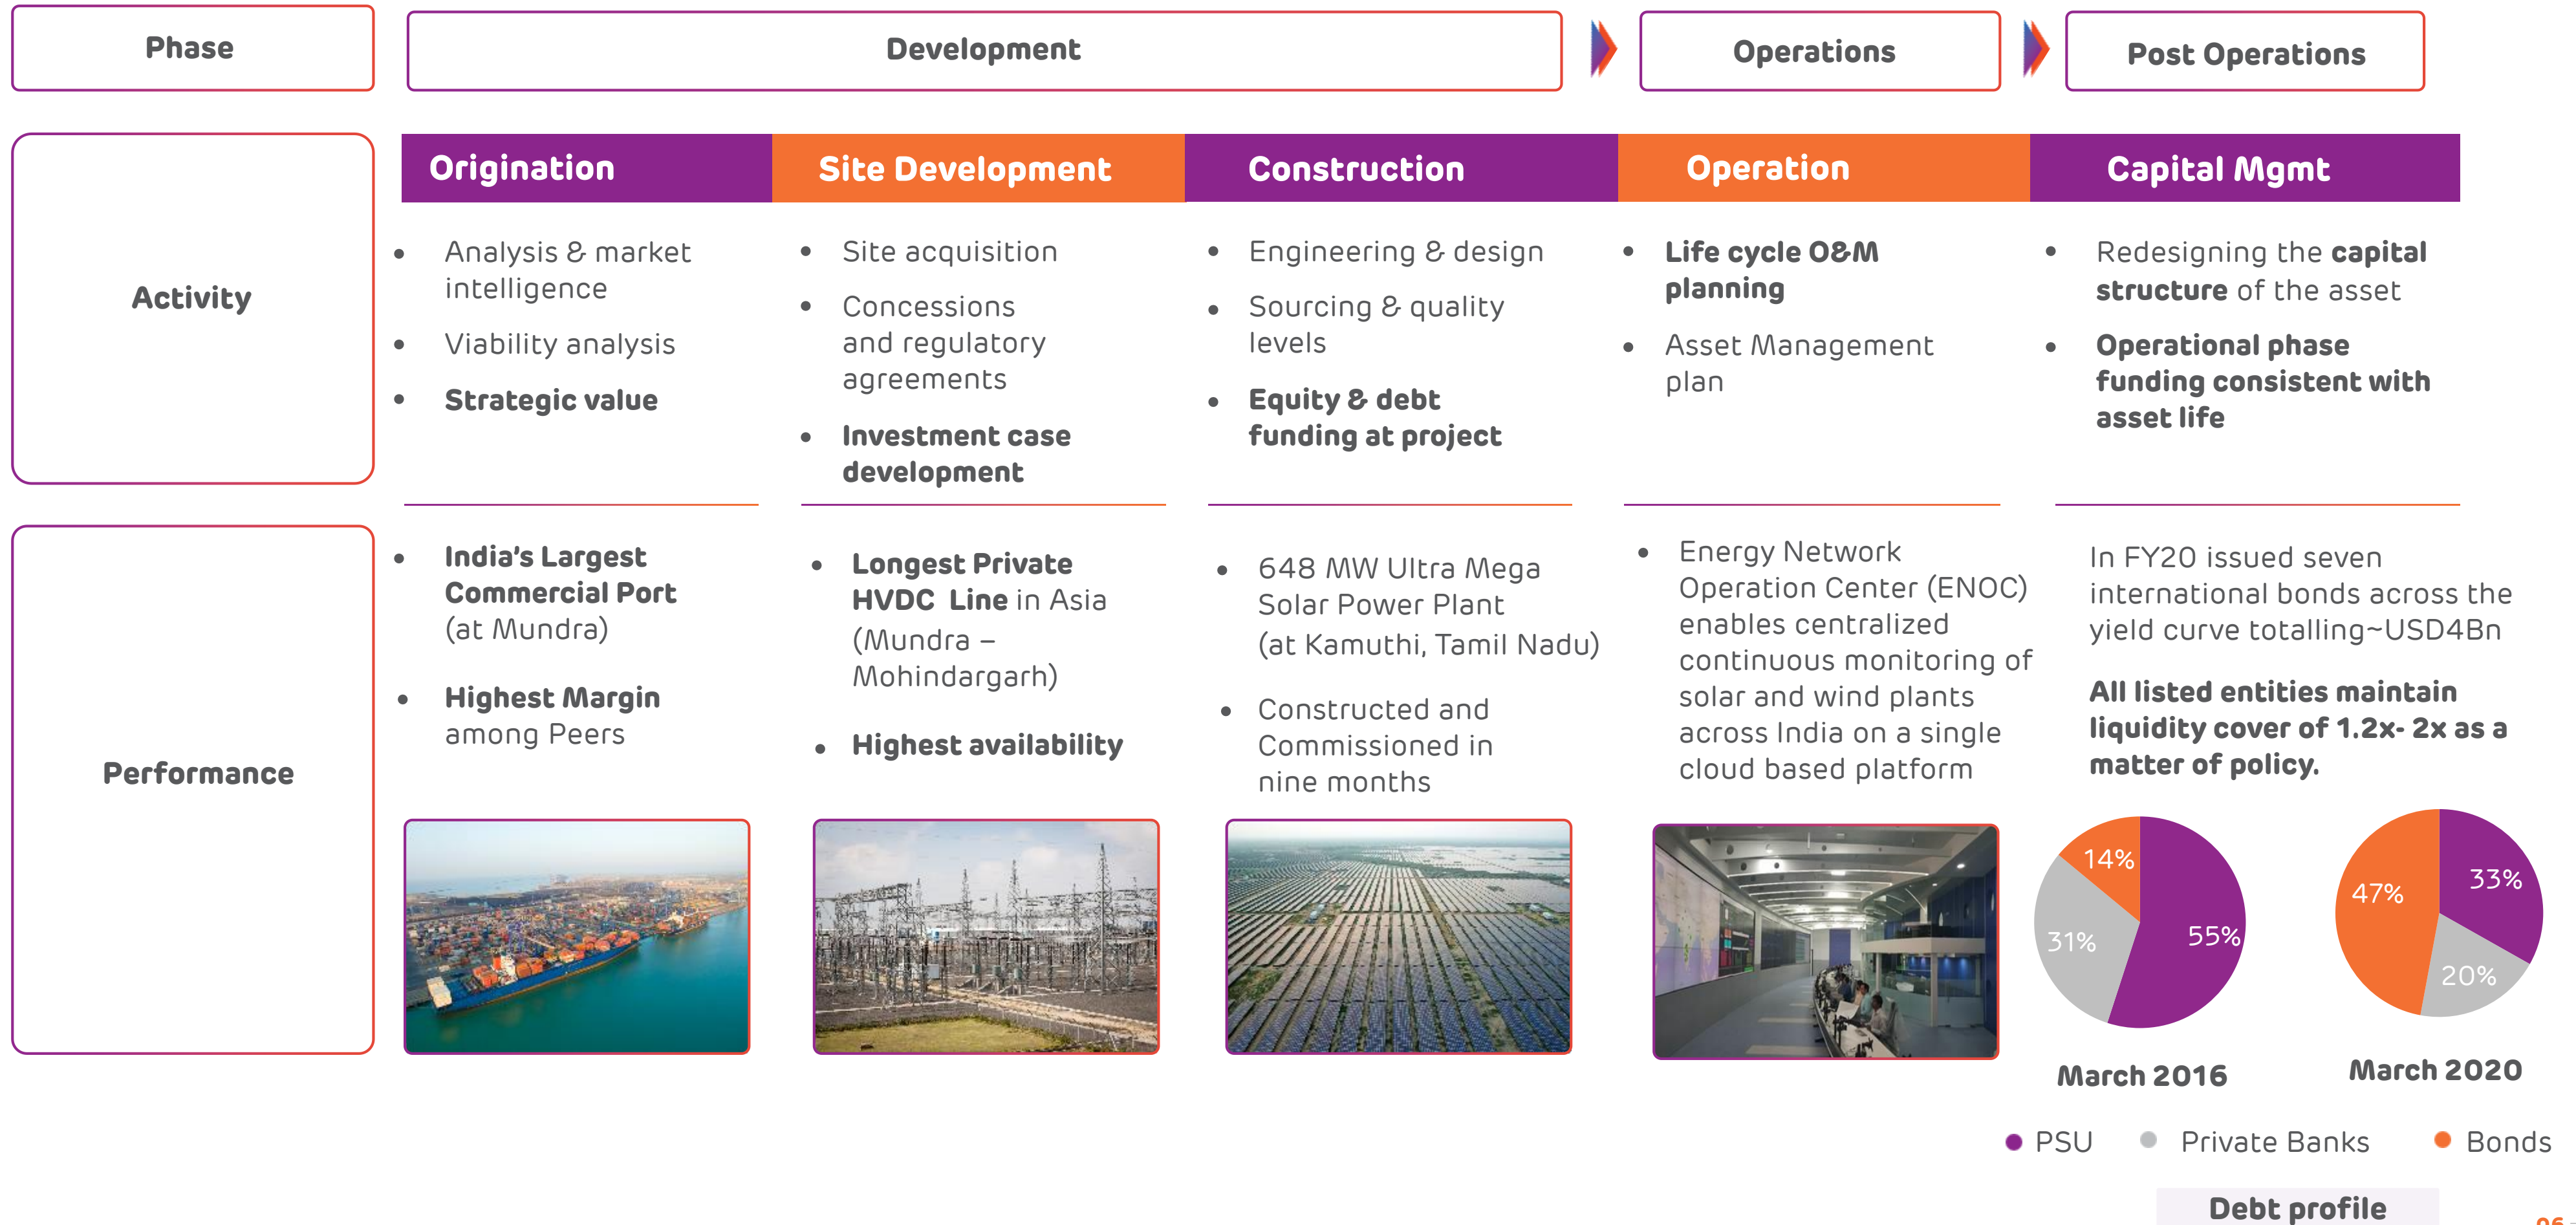 Phase
Development
Operations
Post Operations
Activity
Origination
Site Development
Construction
Operation
Capital Mgmt
• Analysis & market
intelligence
• Viability analysis
• Strategic value
• Site acquisition
• Concessions
and regulatory
agreements
• Investment case
development
• Engineering & design
• Sourcing & quality
levels
• Equity & debt
funding at project
• Life cycle O&M
planning
• Asset Management
plan
• Redesigning the capital
structure of the asset
• Operational phase
funding consistent with
asset life
Performance
• India's Largest
Commercial Port
(at Mundra)
• Highest Margin
among Peers
• Longest Private
HVDC Line in Asia
(Mundra –
Mohindargarh)
• Highest availability
• 648 MW Ultra Mega
Solar Power Plant
(at Kamuthi, Tamil Nadu)
• Constructed and
Commissioned in
nine months
• Energy Network
Operation Center (ENOC)
enables centralized
continuous monitoring of
solar and wind plants
across India on a single
cloud based platform
In FY20 issued seven
international bonds across the
yield curve totalling~USD4Bn
All listed entities maintain
liquidity cover of 1.2x- 2x as a
matter of policy.
14%
31%
55%
March 2016
47%
33%
20%
March 2020
PSU
Private Banks
Bonds
Debt profile